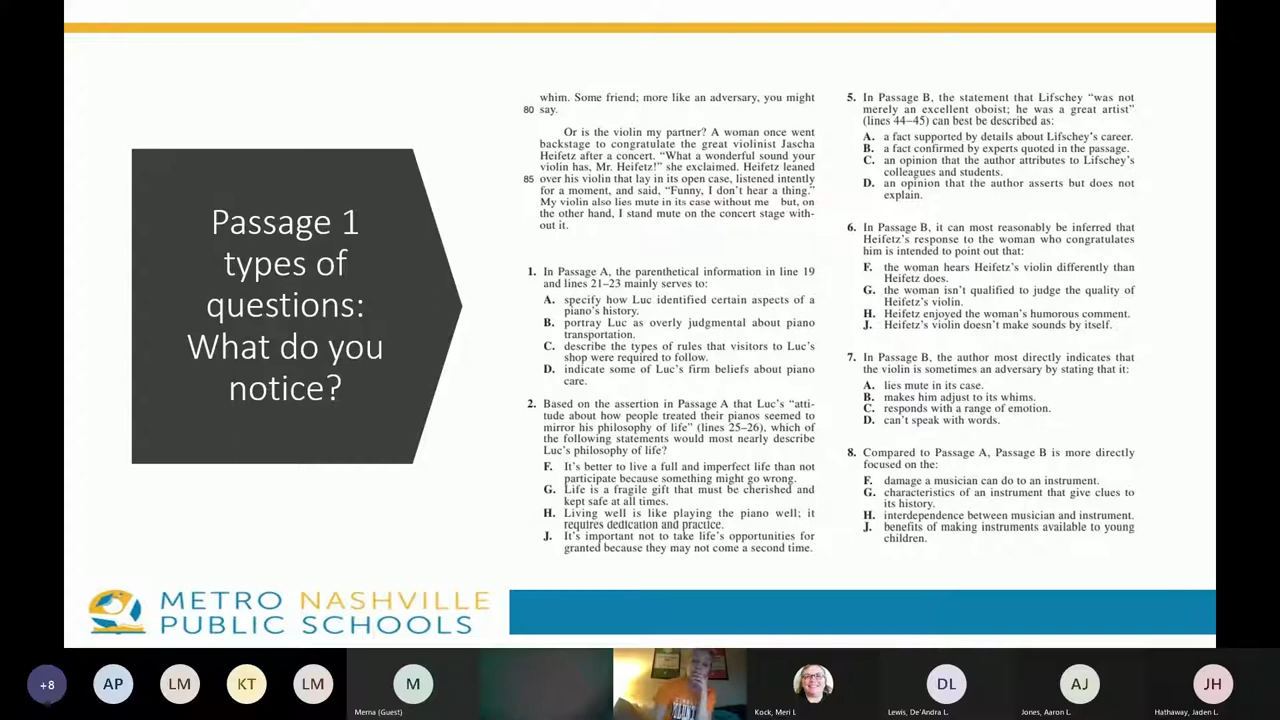 Passage 1
types of
questions:
What do you
notice?
whim. Some friend; more like an adversary, you might
80 say.
Or is the violin my partner? A woman once went
backstage to congratulate the great violinist Jascha
Heifetz after a concert. “What a wonderful sound your
violin has, Mr. Heifetz!” she exclaimed. Heifetz leaned
85 over his violin that lay in its open case, listened intently
for a moment, and said, “Funny, I don’t hear a thing.”
My violin also lies mute in its case without me but, on
the other hand, I stand mute on the concert stage with-
out it.
1. In Passage A, the parenthetical information in line 19
and lines 21–23 mainly serves to:
A. specify how Luc identified certain aspects of a
piano’s history.
B. portray Luc as overly judgmental about piano
transportation.
C. describe the types of rules that visitors to Luc’s
shop were required to follow.
D. indicate some of Luc’s firm beliefs about piano
care.
2. Based on the assertion in Passage A that Luc’s “atti-
tude about how people treated their pianos seemed to
mirror his philosophy of life” (lines 25–26), which of
the following statements would most nearly describe
Luc’s philosophy of life?
F. It’s better to live a full and imperfect life than not
participate because something might go wrong.
G. Life is a fragile gift that must be cherished and
kept safe at all times.
H. Living well is like playing the piano well; it
requires dedication and practice.
J. It’s important not to take life’s opportunities for
granted because they may not come a second time.
5. In Passage B, the statement that Lifschey “was not
merely an excellent oboist; he was a great artist”
(lines 44–45) can best be described as:
A. a fact supported by details about Lifschey’s career.
B. a fact confirmed by experts quoted in the passage.
C. an opinion that the author attributes to Lifschey’s
colleagues and students.
D. an opinion that the author asserts but does not
explain.
6. In Passage B, it can most reasonably be inferred that
Heifetz’s response to the woman who congratulates
him is intended to point out that:
F. the woman hears Heifetz’s violin differently than
Heifetz does.
G. the woman isn’t qualified to judge the quality of
Heifetz’s violin.
H. Heifetz enjoyed the woman’s humorous comment.
J. Heifetz’s violin doesn’t make sounds by itself.
7. In Passage B, the author most directly indicates that
the violin is sometimes an adversary by stating that it:
A. lies mute in its case.
B. makes him adjust to its whims.
C. responds with a range of emotion.
D. can’t speak with words.
8. Compared to Passage A, Passage B is more directly
focused on the:
F. damage a musician can do to an instrument.
G. characteristics of an instrument that give clues to
its history.
H. interdependence between musician and instrument.
J. benefits of making instruments available to young
children.
METRO NASHVILLE
PUBLIC SCHOOLS
+8
AP
LM
KT
LM
M
DL
AJ
JH
Merna (Guest)
Kock, Meri L
Lewis, De'Andra L.
Jones, Aaron L.
Hathaway, Jaden L.